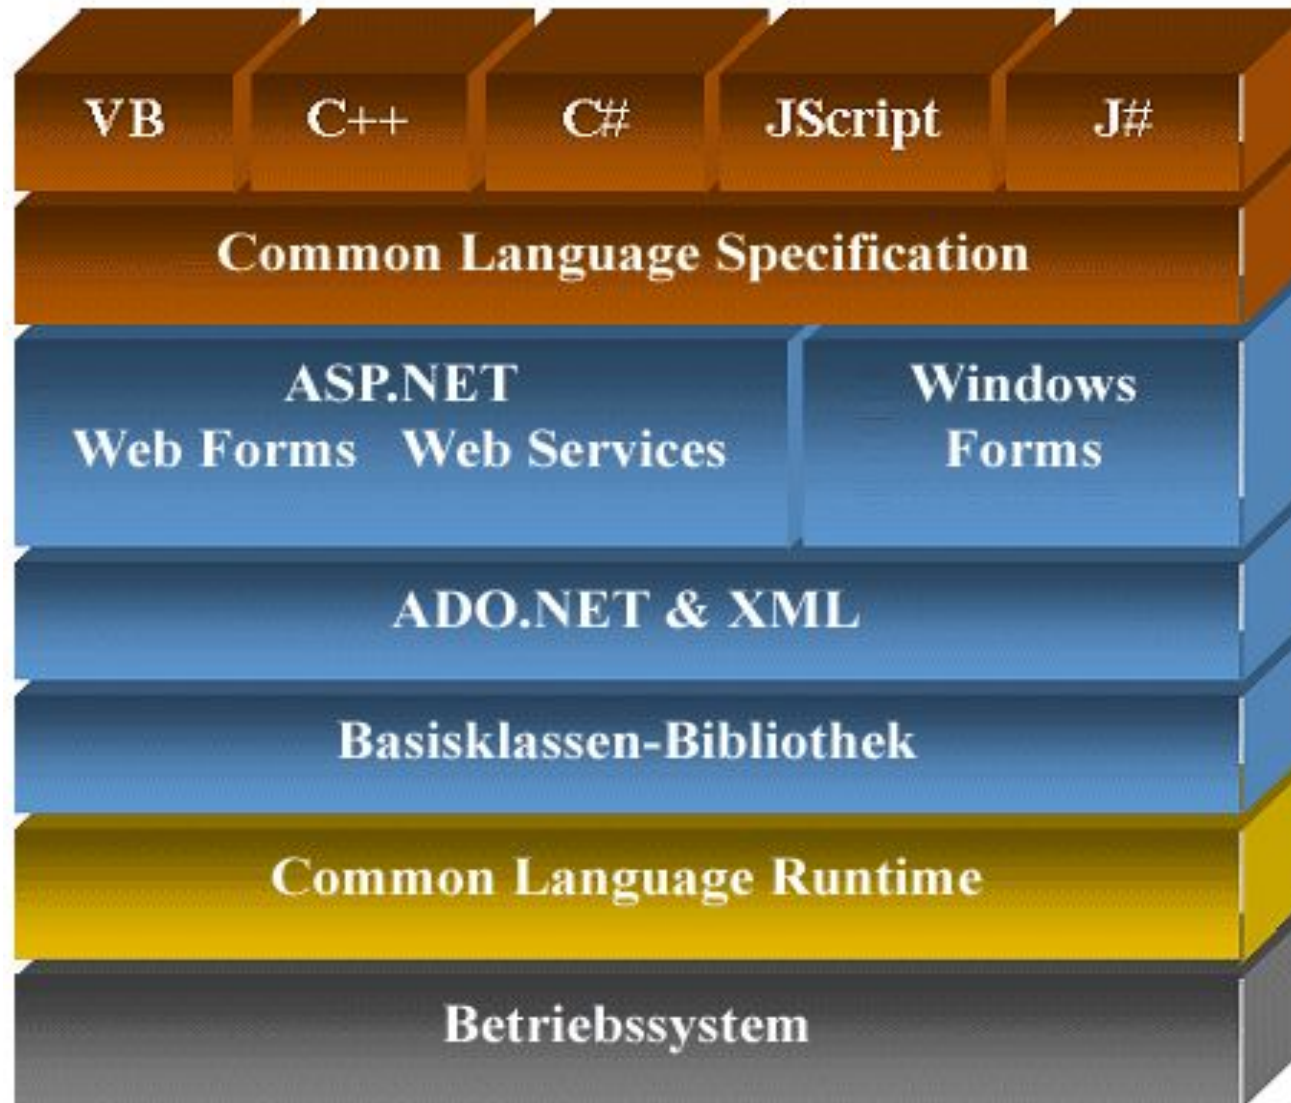 VB C++ C# JScript J#
Common Language Specification
ASP.NET
Web Forms Web Services
Windows
Forms
ADO.NET & XML
Basisklassen-Bibliothek
Common Language Runtime
Betriebssystem